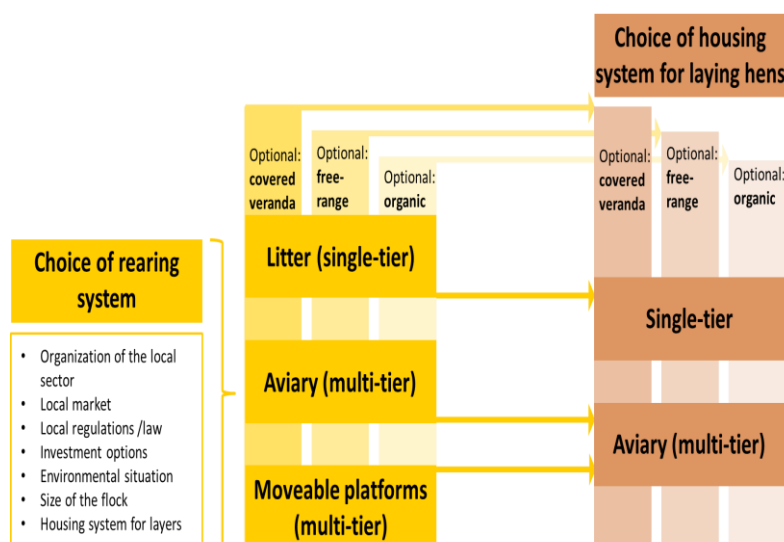 Choice of housing
system for laying hens
Optional:
covered
veranda
Optional:
free-
range
Optional:
organic
Optional:
covered
veranda
Optional:
free-
range
Optional:
organic
Choice of rearing
system
• Organization of the local
sector
• Local market
• Local regulations /law
• Investment options
• Environmental situation
• Size of the flock
• Housing system for layers
Litter (single-tier)
Aviary (multi-tier)
Moveable platforms
(multi-tier)
Single-tier
Aviary (multi-tier)